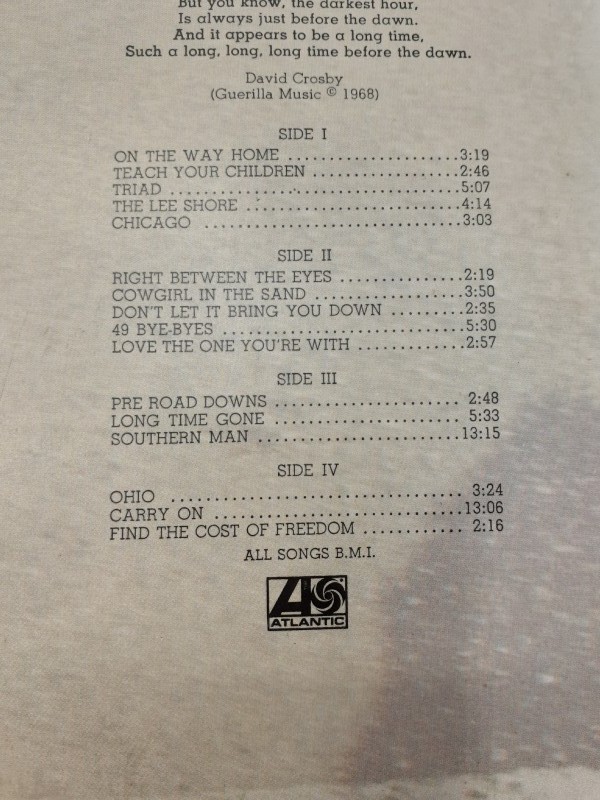 But you know, the darkest hour,
Is always just before the dawn.
And it appears to be a long time,
Such a long, long, long time before the dawn.
David Crosby
(Guerilla Music © 1968)
SIDE I
ON THE WAY HOME ......................3:19
TEACH YOUR CHILDREN ...................2:46
TRIAD .....................................5:07
THE LEE SHORE ...........................4:14
CHICAGO .................................3:03
SIDE II
RIGHT BETWEEN THE EYES ...............2:19
COWGIRL IN THE SAND ..................3:50
DON'T LET IT BRING YOU DOWN .........2:35
49 BYE-BYES ..............................5:30
LOVE THE ONE YOU'RE WITH .............2:57
SIDE III
PRE ROAD DOWNS ....................... 2:48
LONG TIME GONE ....................... 5:33
SOUTHERN MAN .........................13:15
SIDE IV
OHIO .................................... 3:24
CARRY ON ...............................13:06
FIND THE COST OF FREEDOM ............ 2:16
ALL SONGS B.M.I.
ATLANTIC